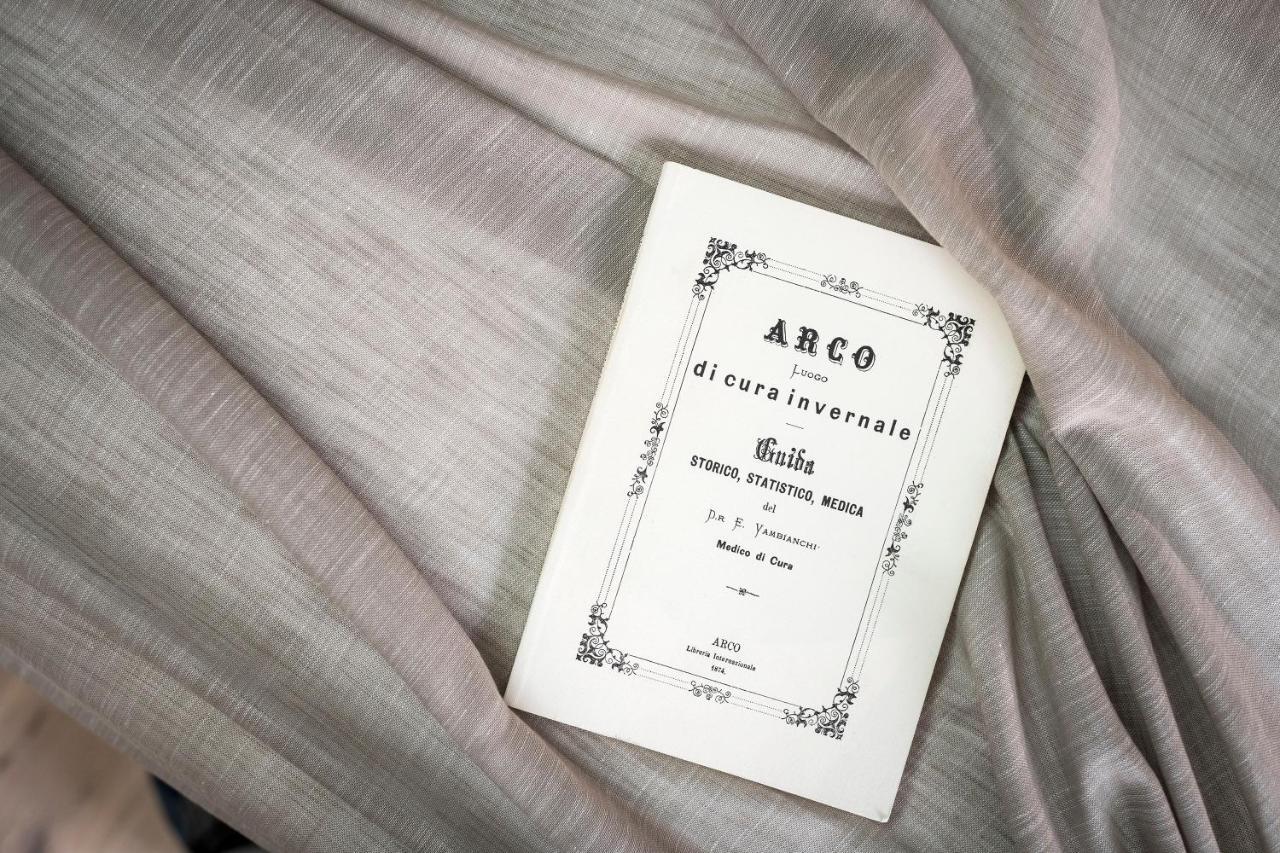 ARCO
LUOGO
di cura invernale
Guida
STORICO, STATISTICO, MEDICA
del
D.R E. VAMBIANCHI
Medico di Cura
ARCO
Libreria Internazionale
1874.